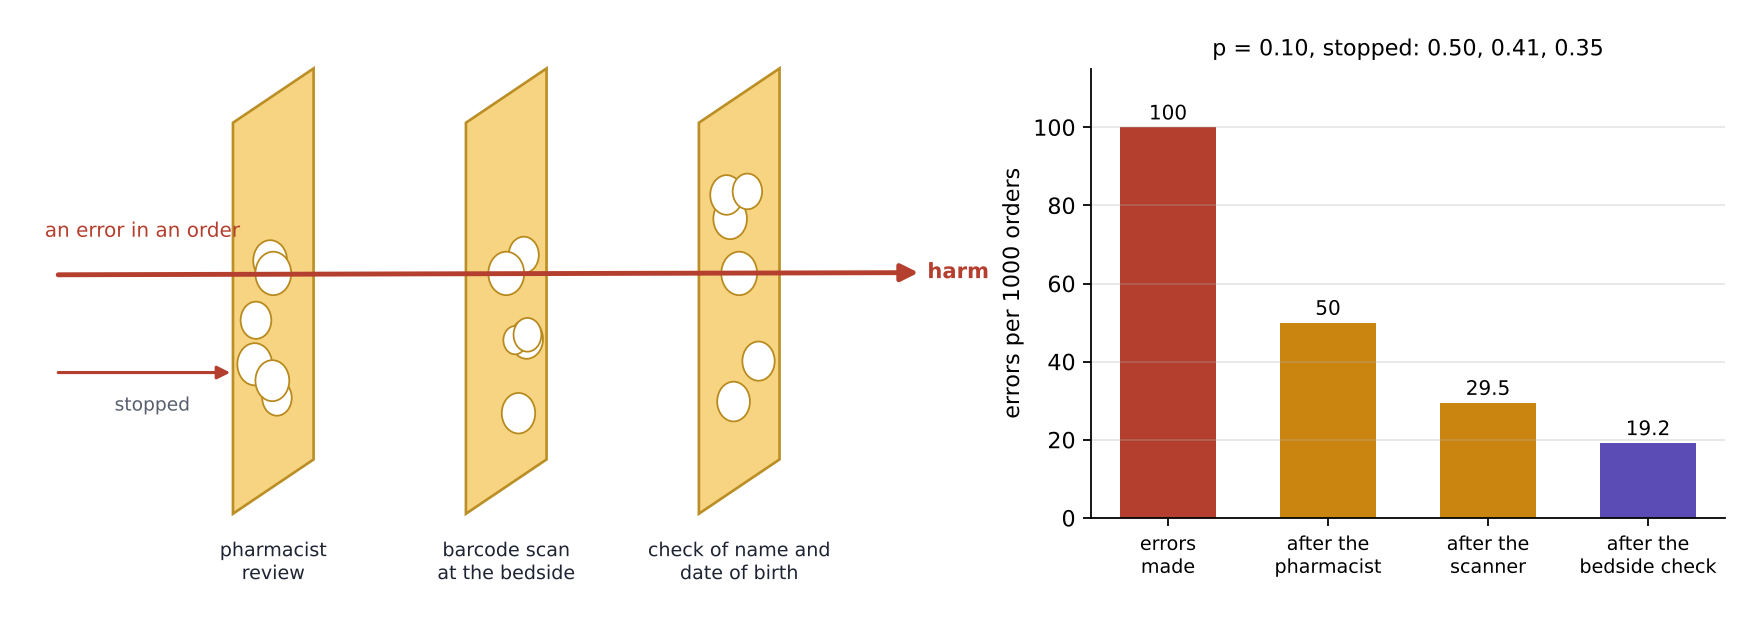 an error in an order
harm
stopped
pharmacist
review
barcode scan
at the bedside
check of name and
date of birth
p = 0.10, stopped: 0.50, 0.41, 0.35
errors per 1000 orders
100
80
60
40
20
0
100
50
29.5
19.2
errors
made
after the
pharmacist
after the
scanner
after the
bedside check